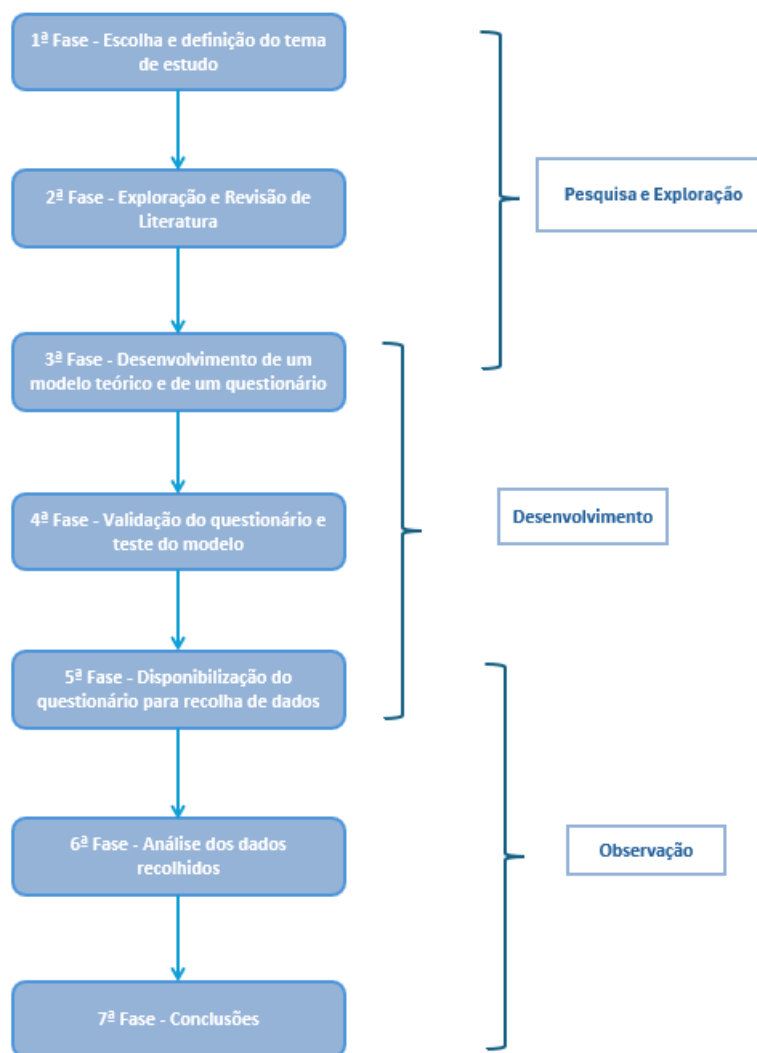 1ª Fase - Escolha e definição do tema
de estudo
2ª Fase - Exploração e Revisão de
Literatura
Pesquisa e Exploração
3ª Fase - Desenvolvimento de um
modelo teórico e de um questionário
4ª Fase - Validação do questionário e
teste do modelo
Desenvolvimento
5ª Fase - Disponibilização do
questionário para recolha de dados
6ª Fase - Análise dos dados
recolhidos
Observação
7ª Fase - Conclusões